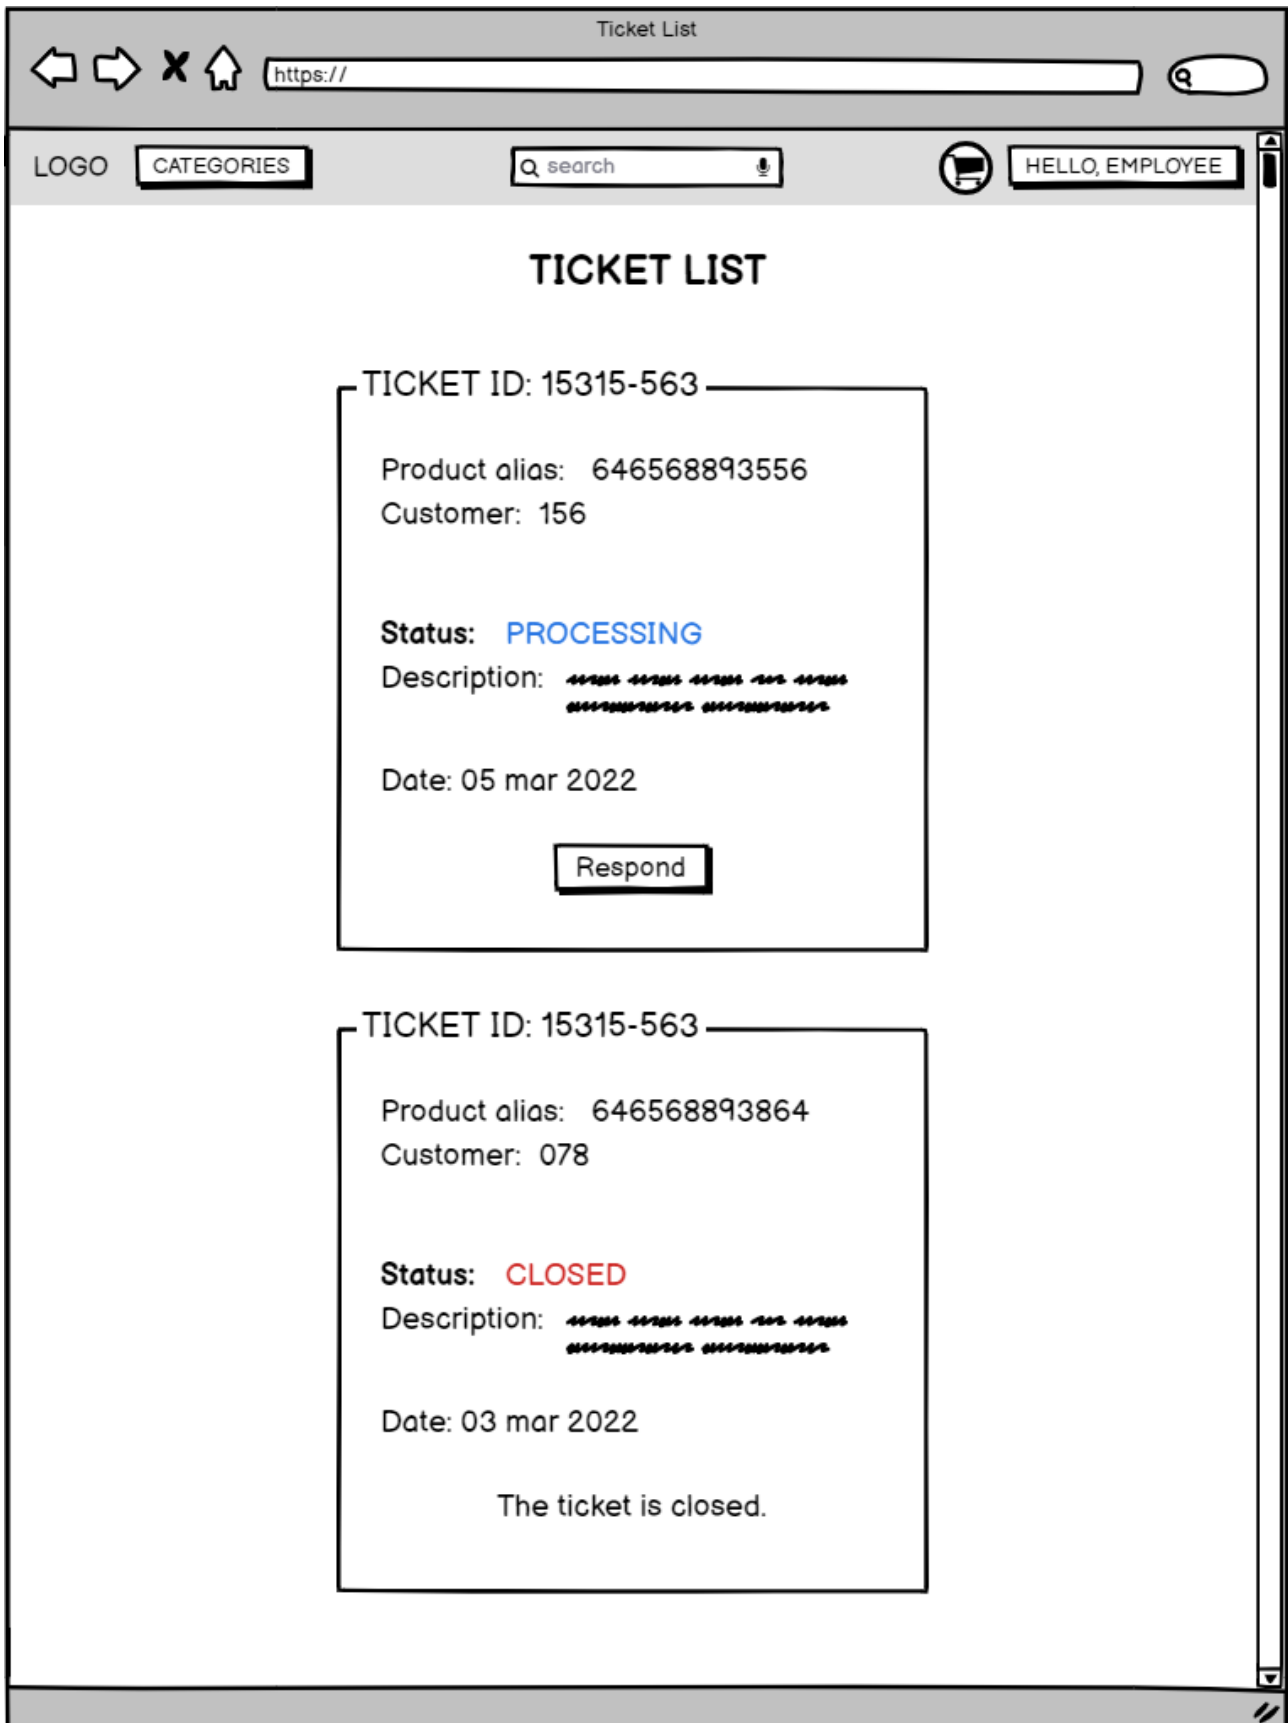 Ticket List
https://
LOGO CATEGORIES search HELLO, EMPLOYEE
TICKET LIST
TICKET ID: 15315-563
Product alias: 646568893556
Customer: 156
Status: PROCESSING
Description:
Date: 05 mar 2022
Respond
TICKET ID: 15315-563
Product alias: 646568893864
Customer: 078
Status: CLOSED
Description:
Date: 03 mar 2022
The ticket is closed.